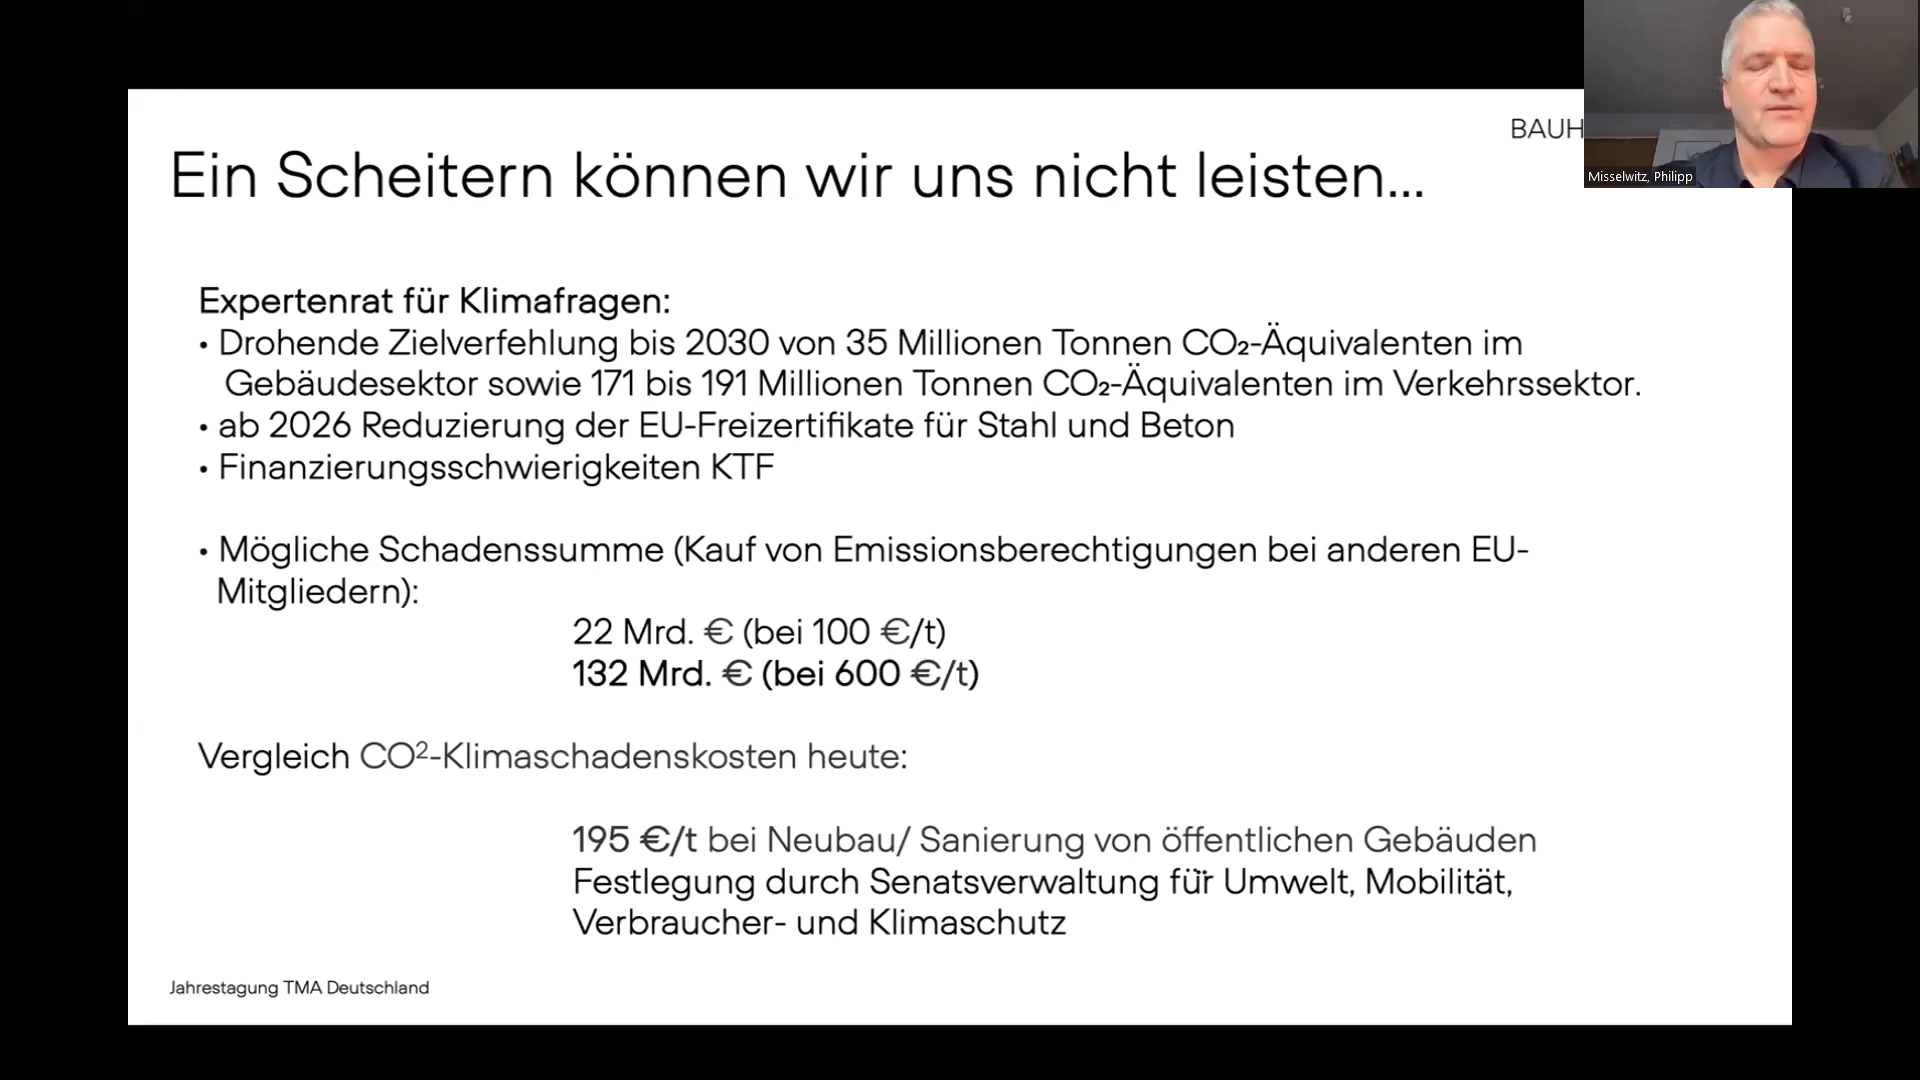 BAUH
Misselwitz, Philipp
Ein Scheitern können wir uns nicht leisten...
Expertenrat für Klimafragen:
• Drohende Zielverfehlung bis 2030 von 35 Millionen Tonnen CO₂-Äquivalenten im
Gebäudesektor sowie 171 bis 191 Millionen Tonnen CO₂-Äquivalenten im Verkehrssektor.
• ab 2026 Reduzierung der EU-Freizertifikate für Stahl und Beton
• Finanzierungsschwierigkeiten KTF
• Mögliche Schadenssumme (Kauf von Emissionsberechtigungen bei anderen EU-
Mitgliedern):
22 Mrd. € (bei 100 €/t)
132 Mrd. € (bei 600 €/t)
Vergleich CO²-Klimaschadenskosten heute:
195 €/t bei Neubau/ Sanierung von öffentlichen Gebäuden
Festlegung durch Senatsverwaltung für Umwelt, Mobilität,
Verbraucher- und Klimaschutz
Jahrestagung TMA Deutschland